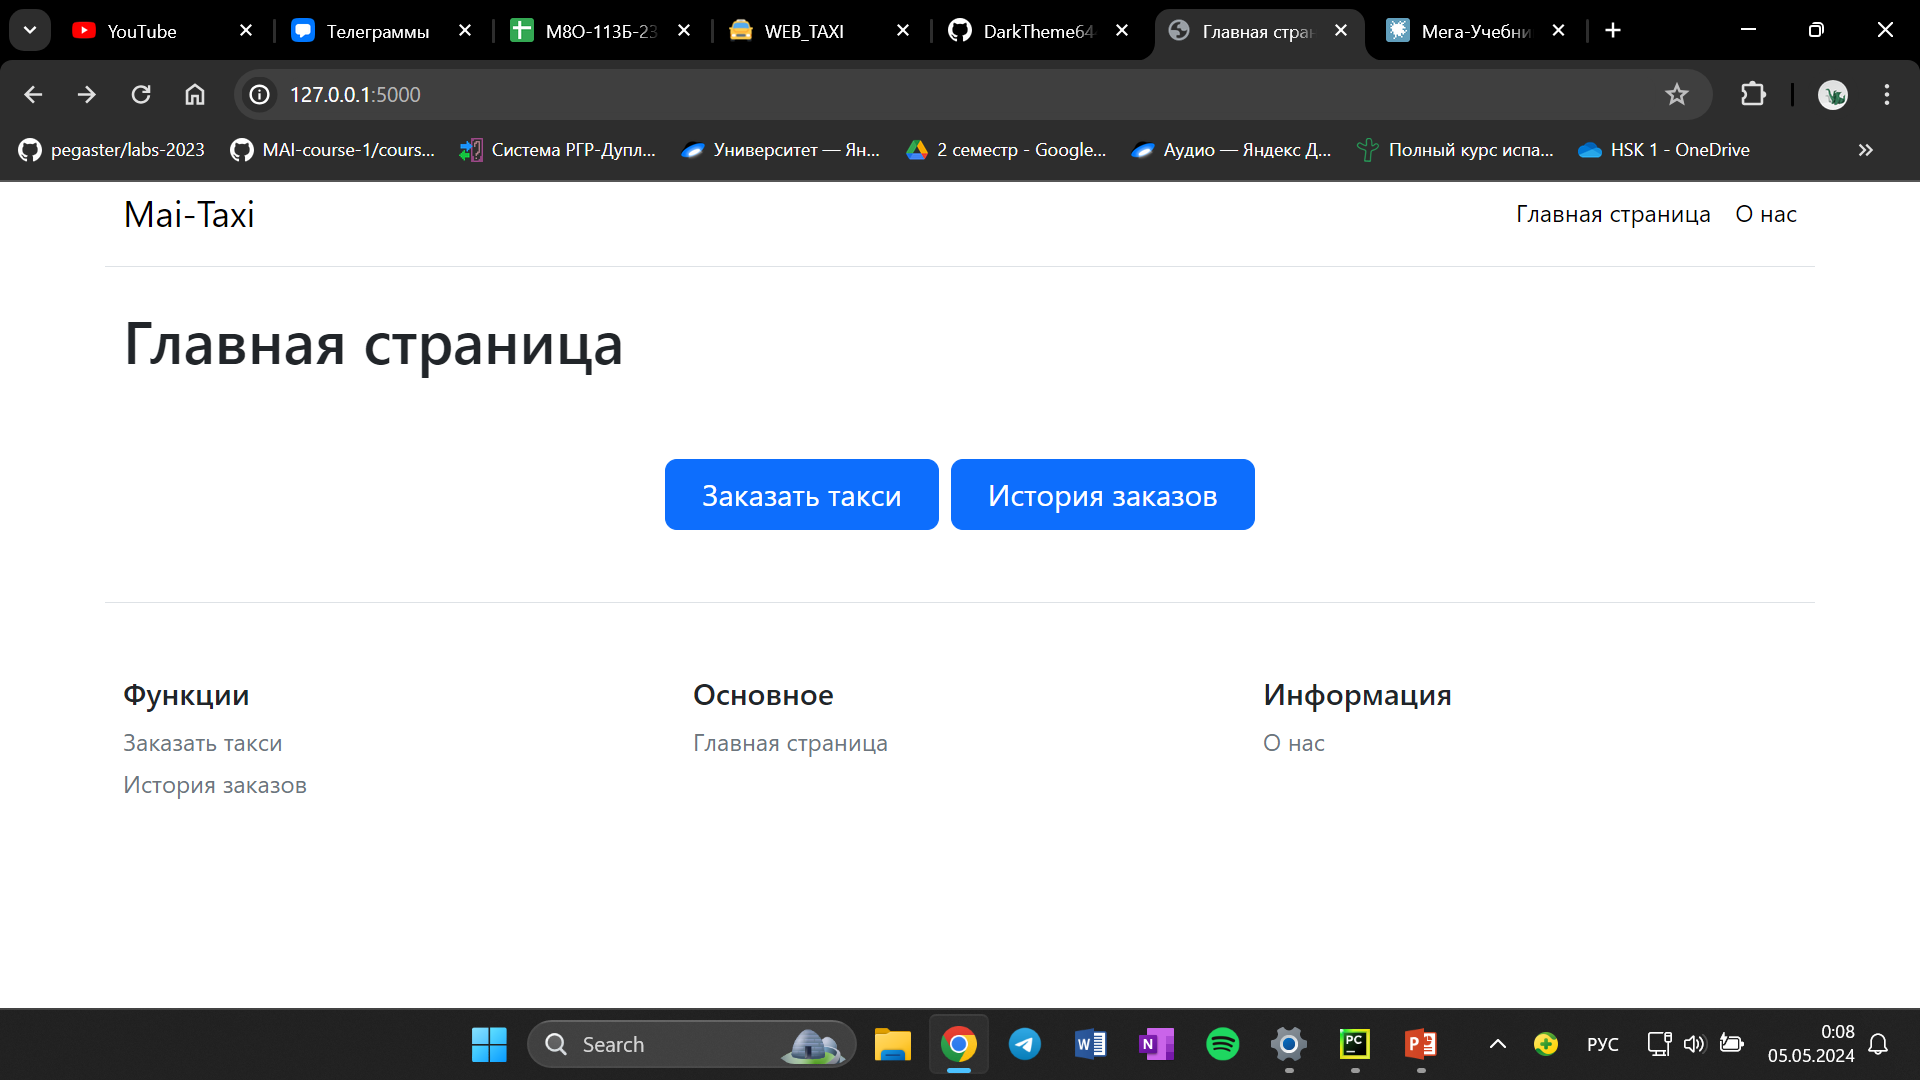 YouTube
Телеграммы
М8О-113Б-23
WEB_TAXI
DarkTheme64
Главная стран
Мега-Учебни
127.0.0.1:5000
pegaster/labs-2023
MAI-course-1/cours...
Система РГР-Дупл...
Университет — Ян...
2 семестр - Google...
Аудио — Яндекс Д...
Полный курс испа...
HSK 1 - OneDrive
Mai-Taxi
Главная страница
О нас
Главная страница
Заказать такси
История заказов
Функции
Основное
Информация
Заказать такси
Главная страница
О нас
История заказов
Search
РУС
0:08
05.05.2024